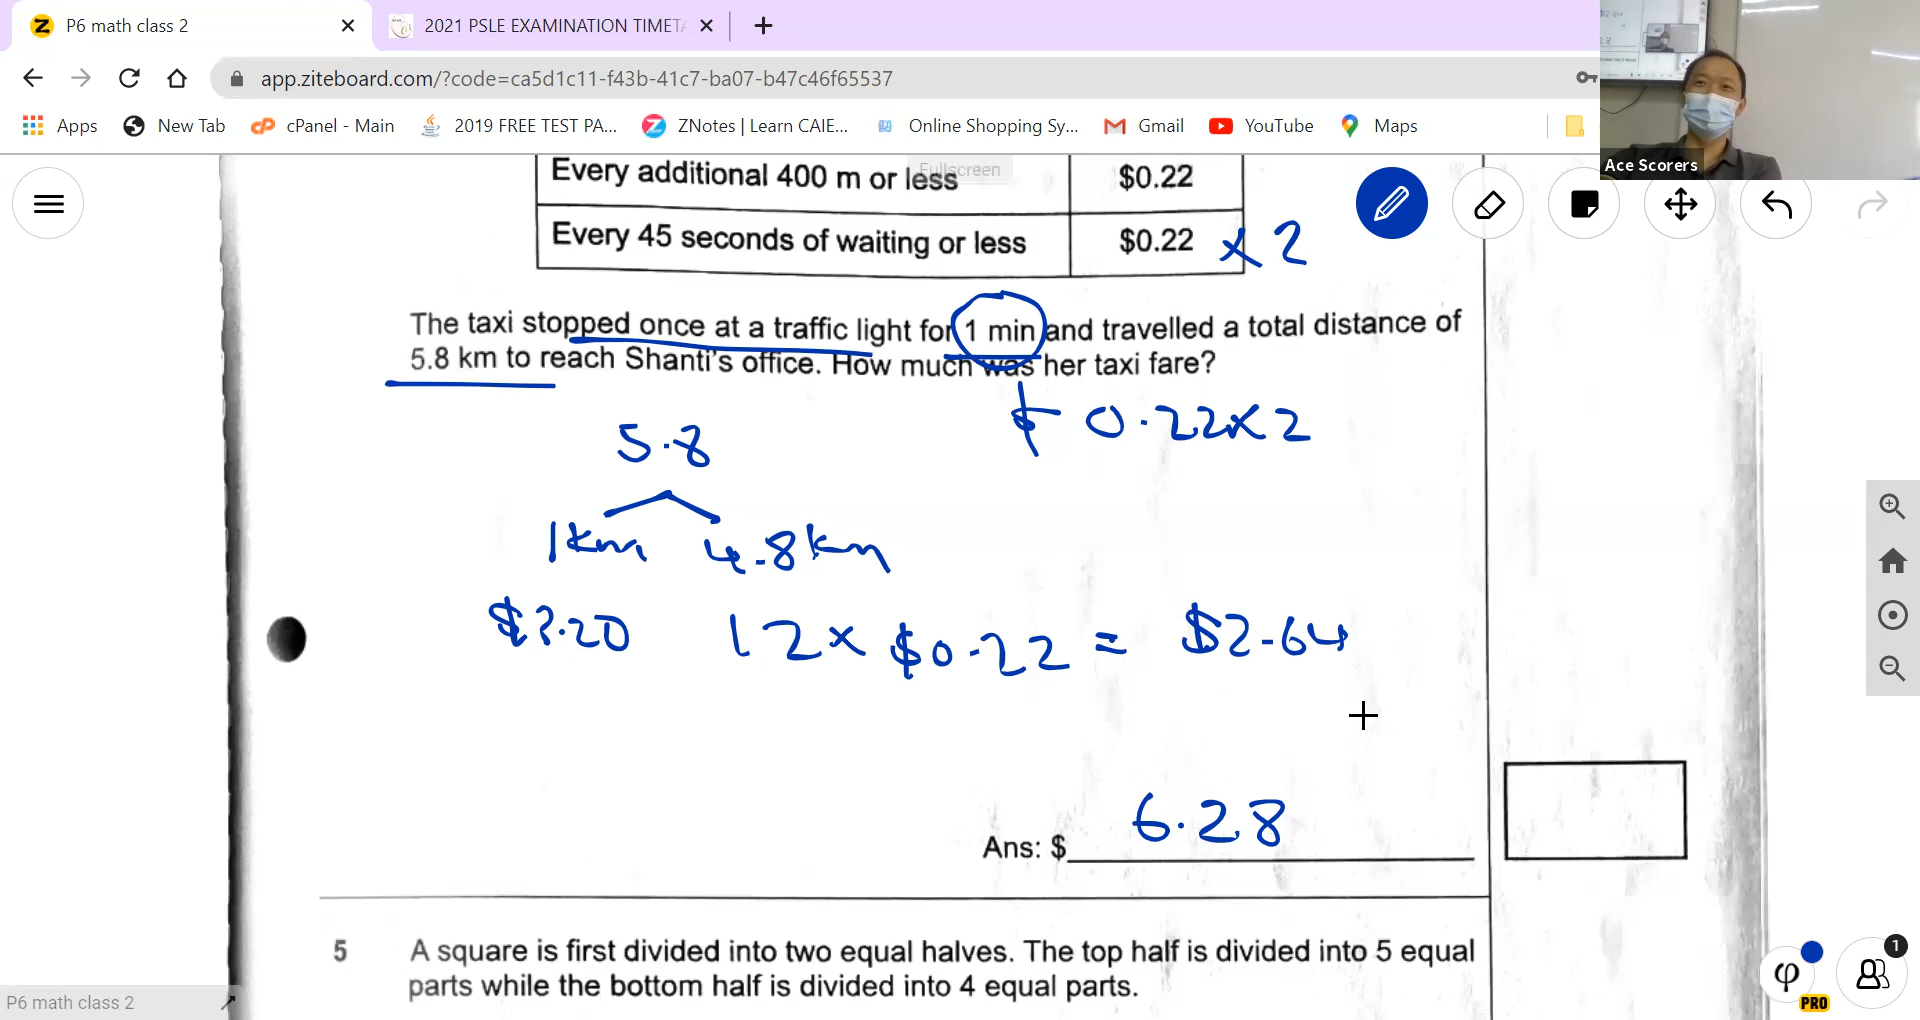 P6 math class 2
2021 PSLE EXAMINATION TIMETA
app.ziteboard.com/?code=ca5d1c11-f43b-41c7-ba07-b47c46f65537
Apps New Tab cPanel - Main 2019 FREE TEST PA... ZNotes | Learn CAIE... Online Shopping Sy... Gmail YouTube Maps
Ace Scorers
Fullscreen
Every additional 400 m or less $0.22
Every 45 seconds of waiting or less $0.22 × 2
The taxi stopped once at a traffic light for 1 min and travelled a total distance of
5.8 km to reach Shanti's office. How much was her taxi fare?
$ 0.22×2
5.8
1km 4.8km
$3.20 12× $0.22 = $2.64
6.28
Ans: $
5 A square is first divided into two equal halves. The top half is divided into 5 equal
parts while the bottom half is divided into 4 equal parts.
P6 math class 2
1
φ
PRO